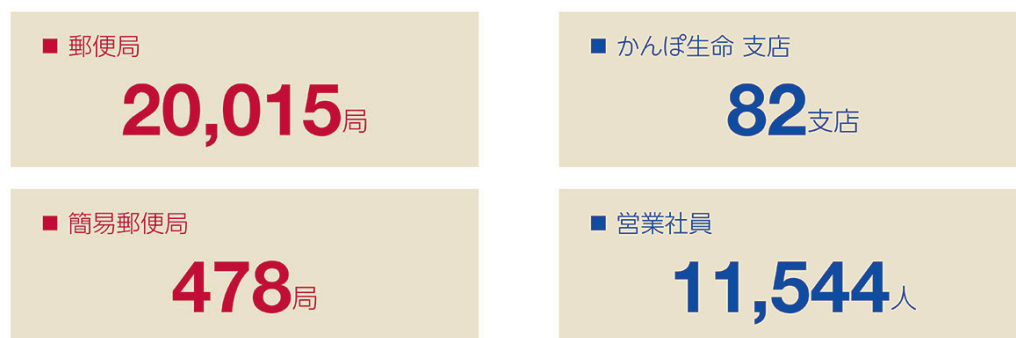 ■ 郵便局
20,015局
■ 簡易郵便局
478局
■ かんぽ生命 支店
82支店
■ 営業社員
11,544人